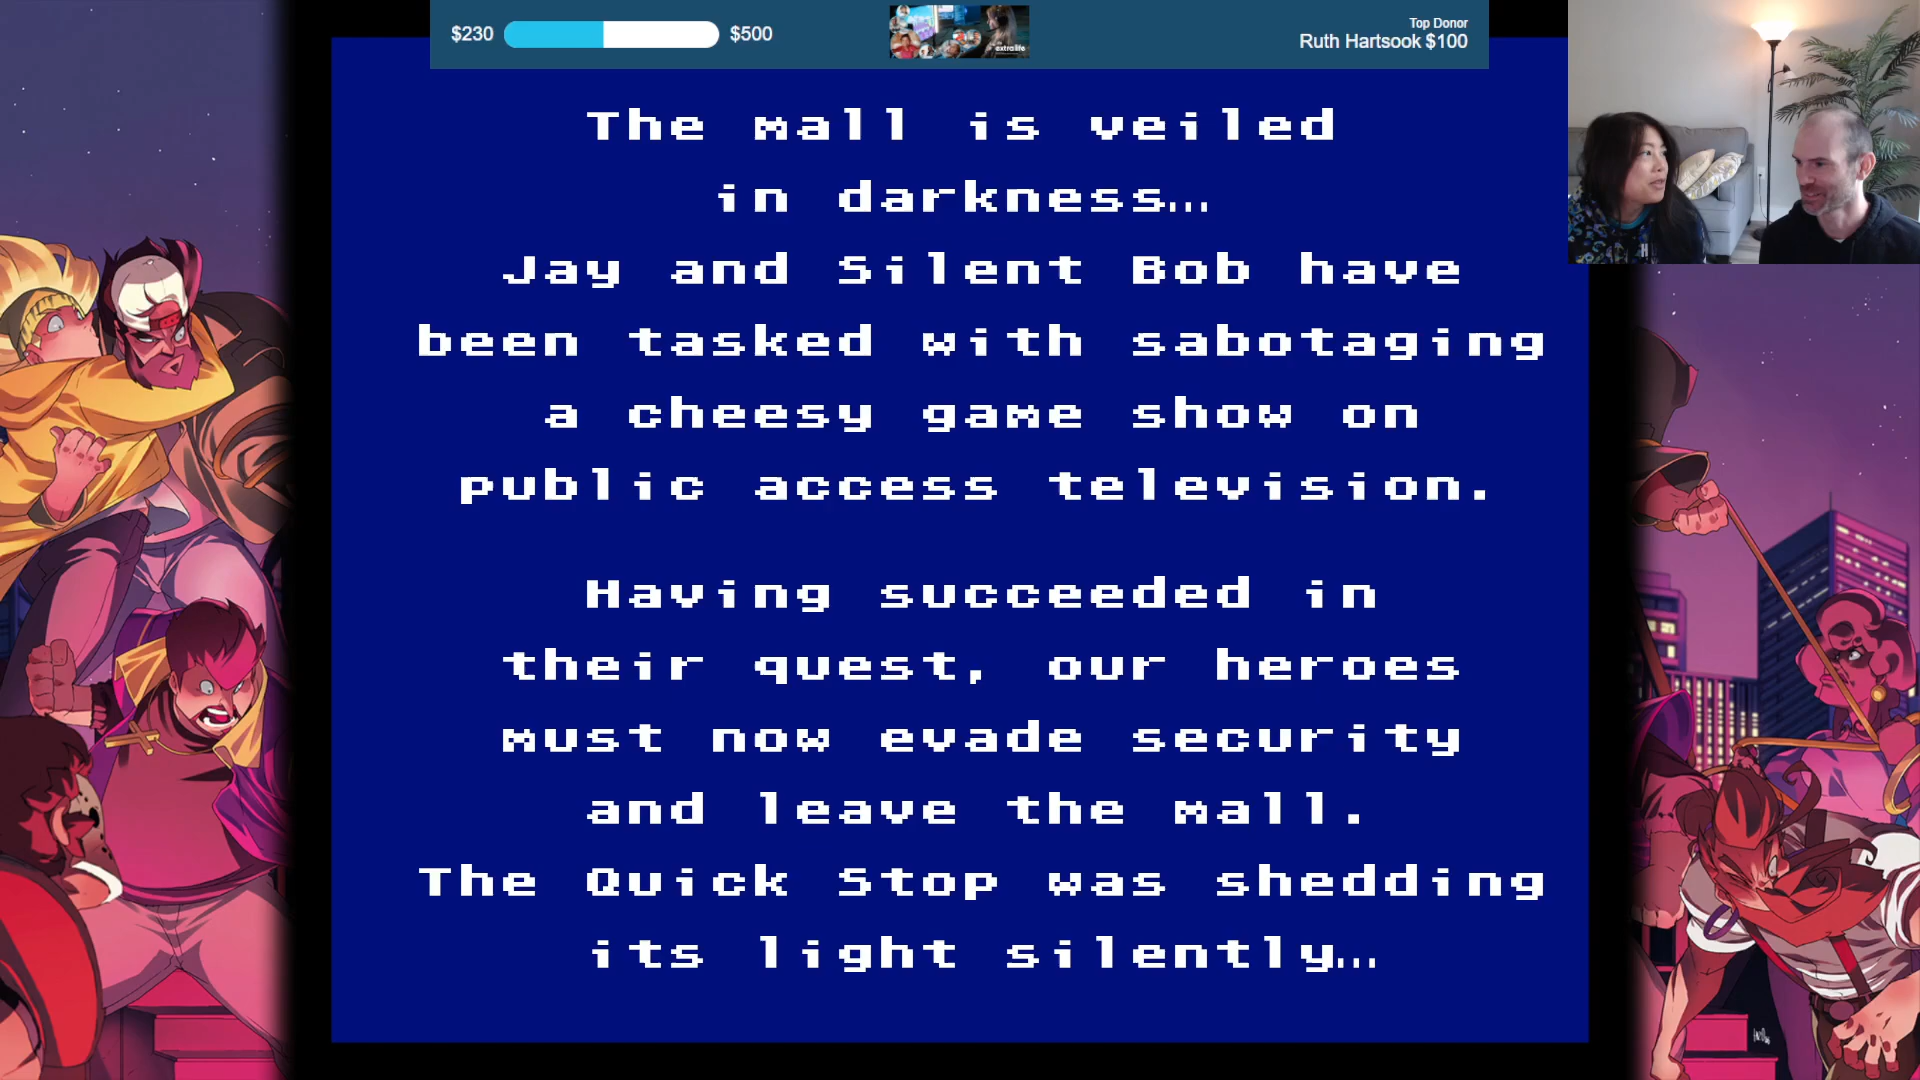 $230
$500
extralife
Top Donor
Ruth Hartsook $100
The mall is veiled
in darkness...
Jay and Silent Bob have
been tasked with sabotaging
a cheesy game show on
public access television.
Having succeeded in
their quest, our heroes
must now evade security
and leave the mall.
The Quick Stop was shedding
its light silently...